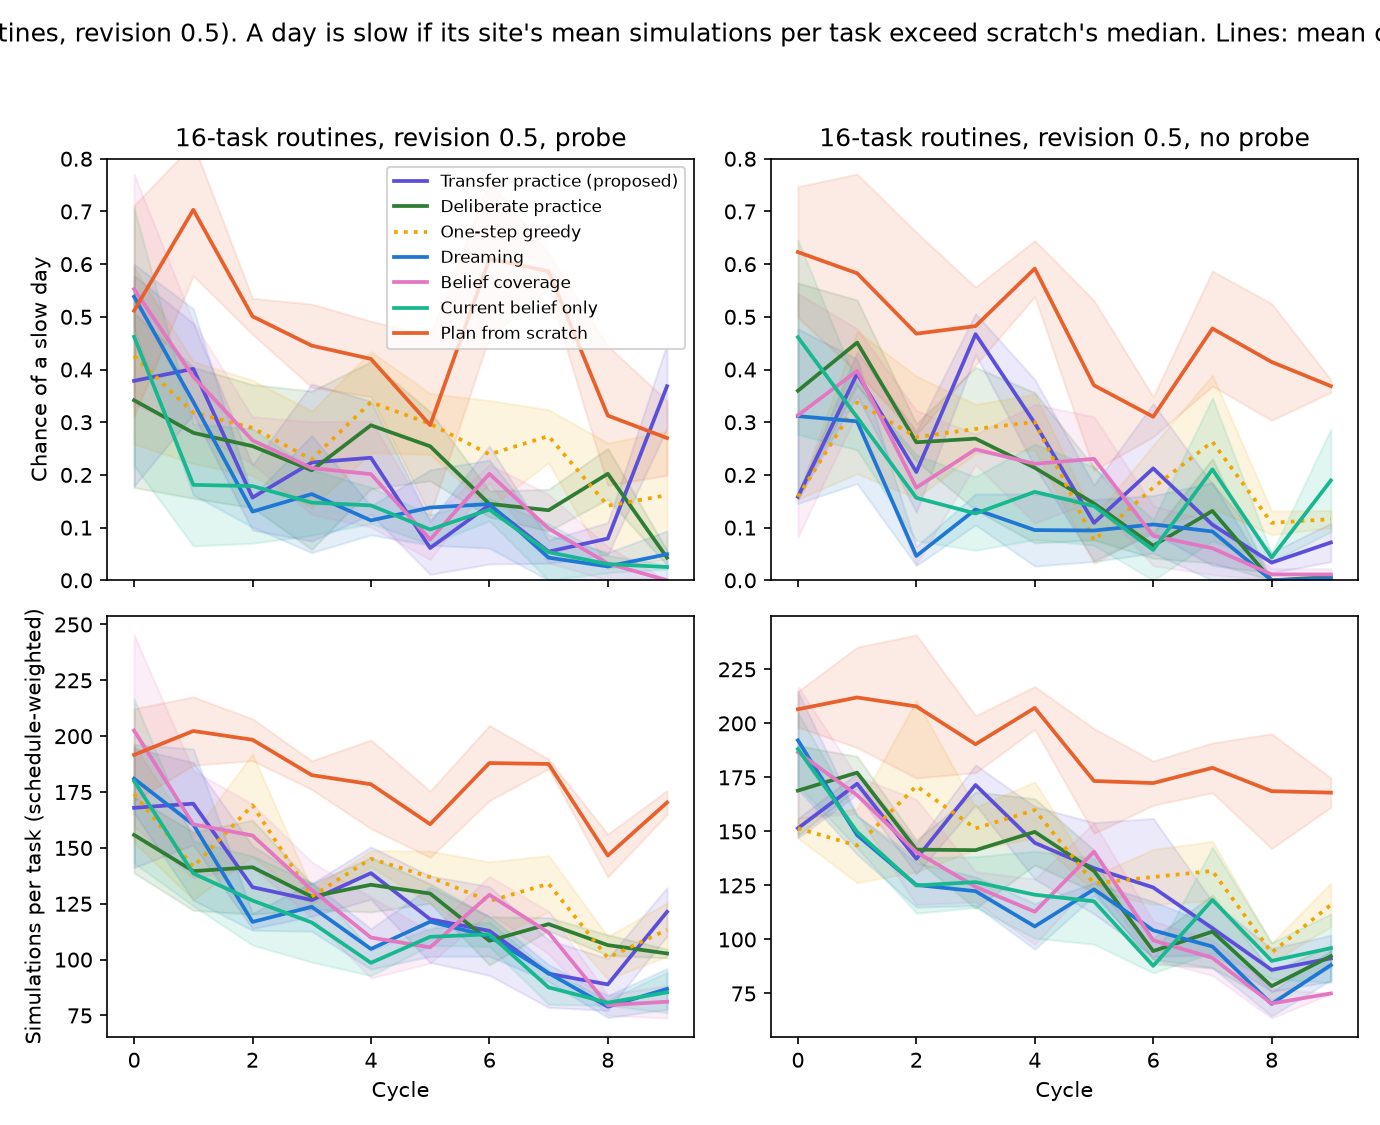 tines, revision 0.5). A day is slow if its site's mean simulations per task exceed scratch's median. Lines: mean
16-task routines, revision 0.5, probe
16-task routines, revision 0.5, no probe
Chance of a slow day
0.8
0.7
0.6
0.5
0.4
0.3
0.2
0.1
0.0
Transfer practice (proposed)
Deliberate practice
One-step greedy
Dreaming
Belief coverage
Current belief only
Plan from scratch
0.8
0.7
0.6
0.5
0.4
0.3
0.2
0.1
0.0
Simulations per task (schedule-weighted)
250
225
200
175
150
125
100
75
0 2 4 6 8
Cycle
225
200
175
150
125
100
75
0 2 4 6 8
Cycle